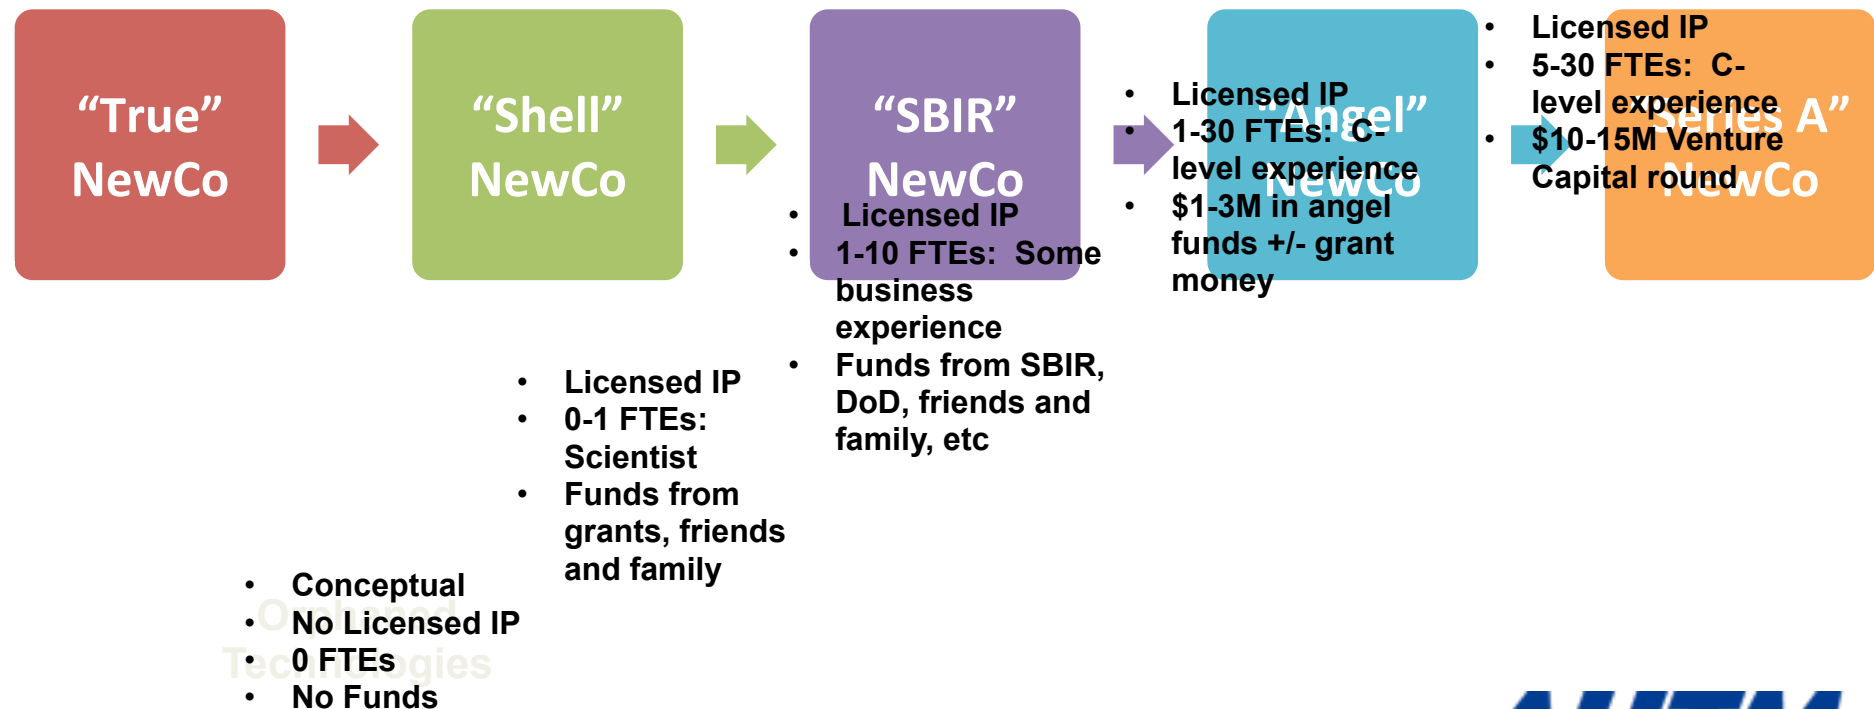 “True”
NewCo
“Shell”
NewCo
“SBIR”
NewCo
“Angel”
NewCo
“Series A”
NewCo
• Conceptual
• No Licensed IP
• 0 FTEs
• No Funds
Orphaned
Technologies
• Licensed IP
• 0-1 FTEs:
Scientist
• Funds from
grants, friends
and family
• Licensed IP
• 1-10 FTEs: Some
business
experience
• Funds from SBIR,
DoD, friends and
family, etc
• Licensed IP
• 1-30 FTEs: C-
level experience
• $1-3M in angel
funds +/- grant
money
• Licensed IP
• 5-30 FTEs: C-
level experience
• $10-15M Venture
Capital round